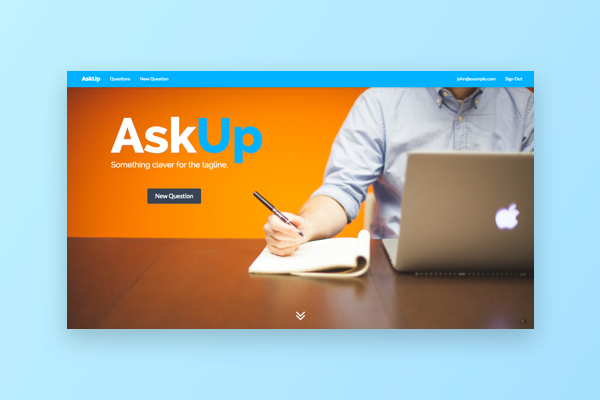 AskUp Questions New Question john@example.com Sign Out
AskUp
Something clever for the tagline.
New Question